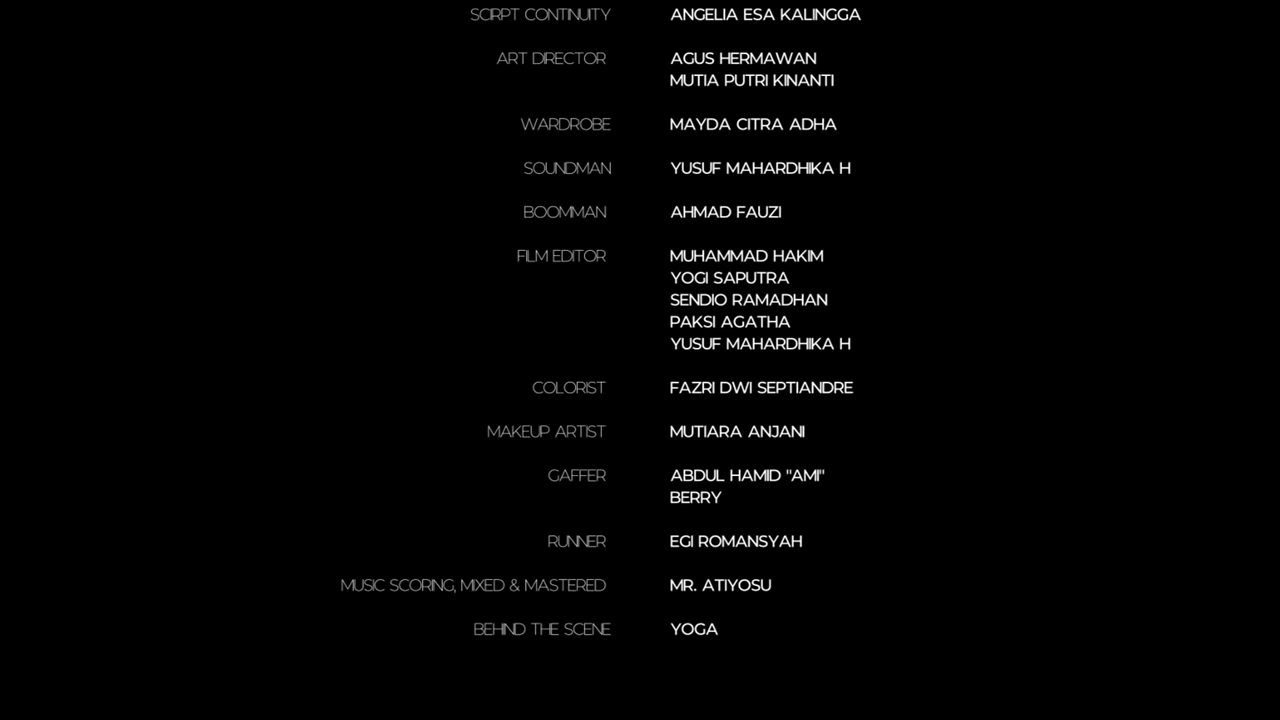 SCIRPT CONTINUITY ANGELIA ESA KALINGGA
ART DIRECTOR AGUS HERMAWAN
MUTIA PUTRI KINANTI
WARDROBE MAYDA CITRA ADHA
SOUNDMAN YUSUF MAHARDHIKA H
BOOMMAN AHMAD FAUZI
FILM EDITOR MUHAMMAD HAKIM
YOGI SAPUTRA
SENDIO RAMADHAN
PAKSI AGATHA
YUSUF MAHARDHIKA H
COLORIST FAZRI DWI SEPTIANDRE
MAKEUP ARTIST MUTIARA ANJANI
GAFFER ABDUL HAMID "AMI"
BERRY
RUNNER EGI ROMANSYAH
MUSIC SCORING, MIXED & MASTERED MR. ATIYOSU
BEHIND THE SCENE YOGA